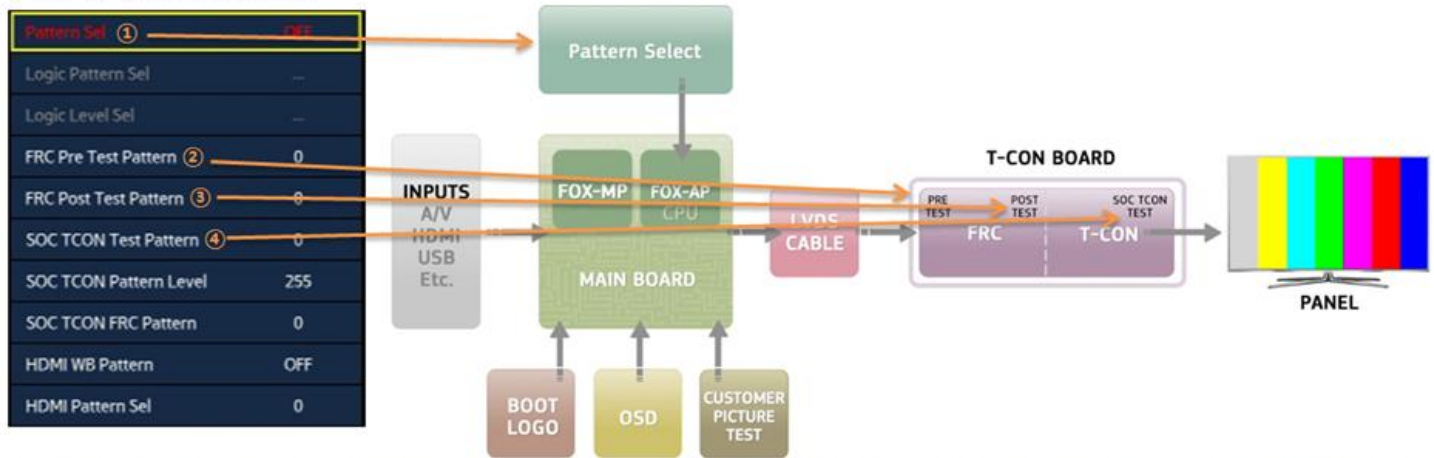 Pattern Sel ① OFF
Logic Pattern Sel ...
Logic Level Sel ...
FRC Pre Test Pattern ② 0
FRC Post Test Pattern ③ 0
SOC TCON Test Pattern ④ 0
SOC TCON Pattern Level 255
SOC TCON FRC Pattern 0
HDMI WB Pattern OFF
HDMI Pattern Sel 0
Pattern Select
INPUTS
A/V
HDMI
USB
Etc.
FOX-MP
FOX-AP
CPU
MAIN BOARD
BOOT
LOGO
OSD
CUSTOMER
PICTURE
TEST
LVDS
CABLE
T-CON BOARD
PRE
TEST
POST
TEST
SOC TCON
TEST
FRC
T-CON
PANEL